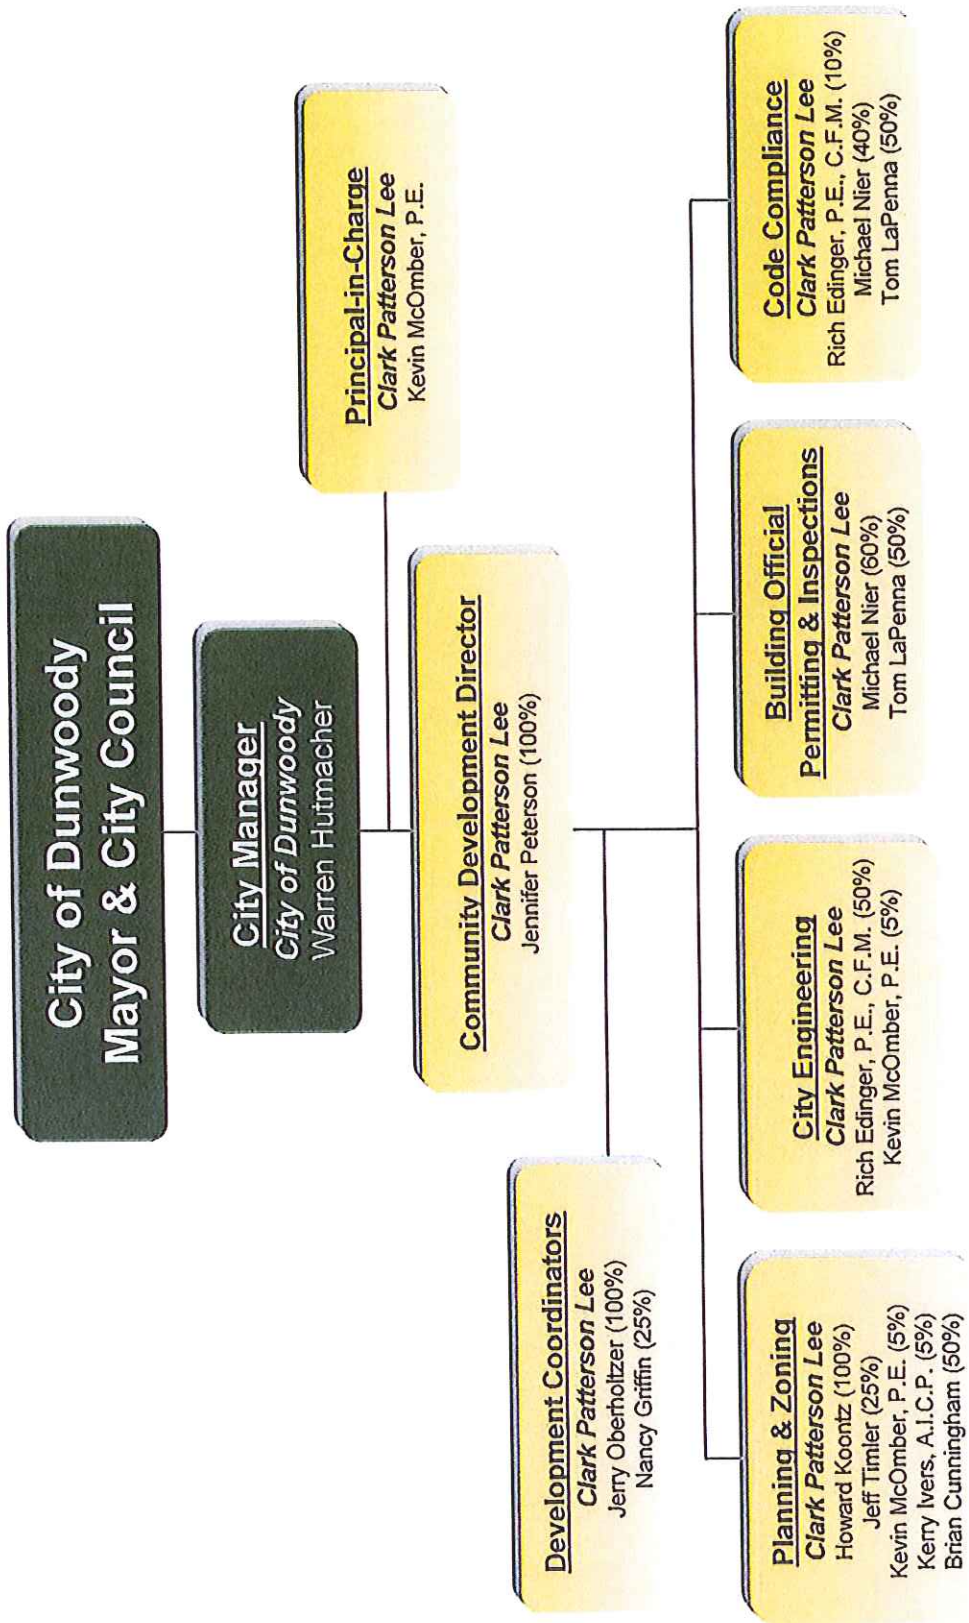 City of Dunwoody
Mayor & City Council
City Manager
City of Dunwoody
Warren Hutmacher
Principal-in-Charge
Clark Patterson Lee
Kevin McOmber, P.E.
Community Development Director
Clark Patterson Lee
Jennifer Peterson (100%)
Development Coordinators
Clark Patterson Lee
Jerry Oberholtzer (100%)
Nancy Griffin (25%)
Planning & Zoning
Clark Patterson Lee
Howard Koontz (100%)
Jeff Timler (25%)
Kevin McOmber, P.E. (5%)
Kerry Ivers, A.I.C.P. (5%)
Brian Cunningham (50%)
City Engineering
Clark Patterson Lee
Rich Edinger, P.E., C.F.M. (50%)
Kevin McOmber, P.E. (5%)
Building Official
Permitting & Inspections
Clark Patterson Lee
Michael Nier (60%)
Tom LaPenna (50%)
Code Compliance
Clark Patterson Lee
Rich Edinger, P.E., C.F.M. (10%)
Michael Nier (40%)
Tom LaPenna (50%)